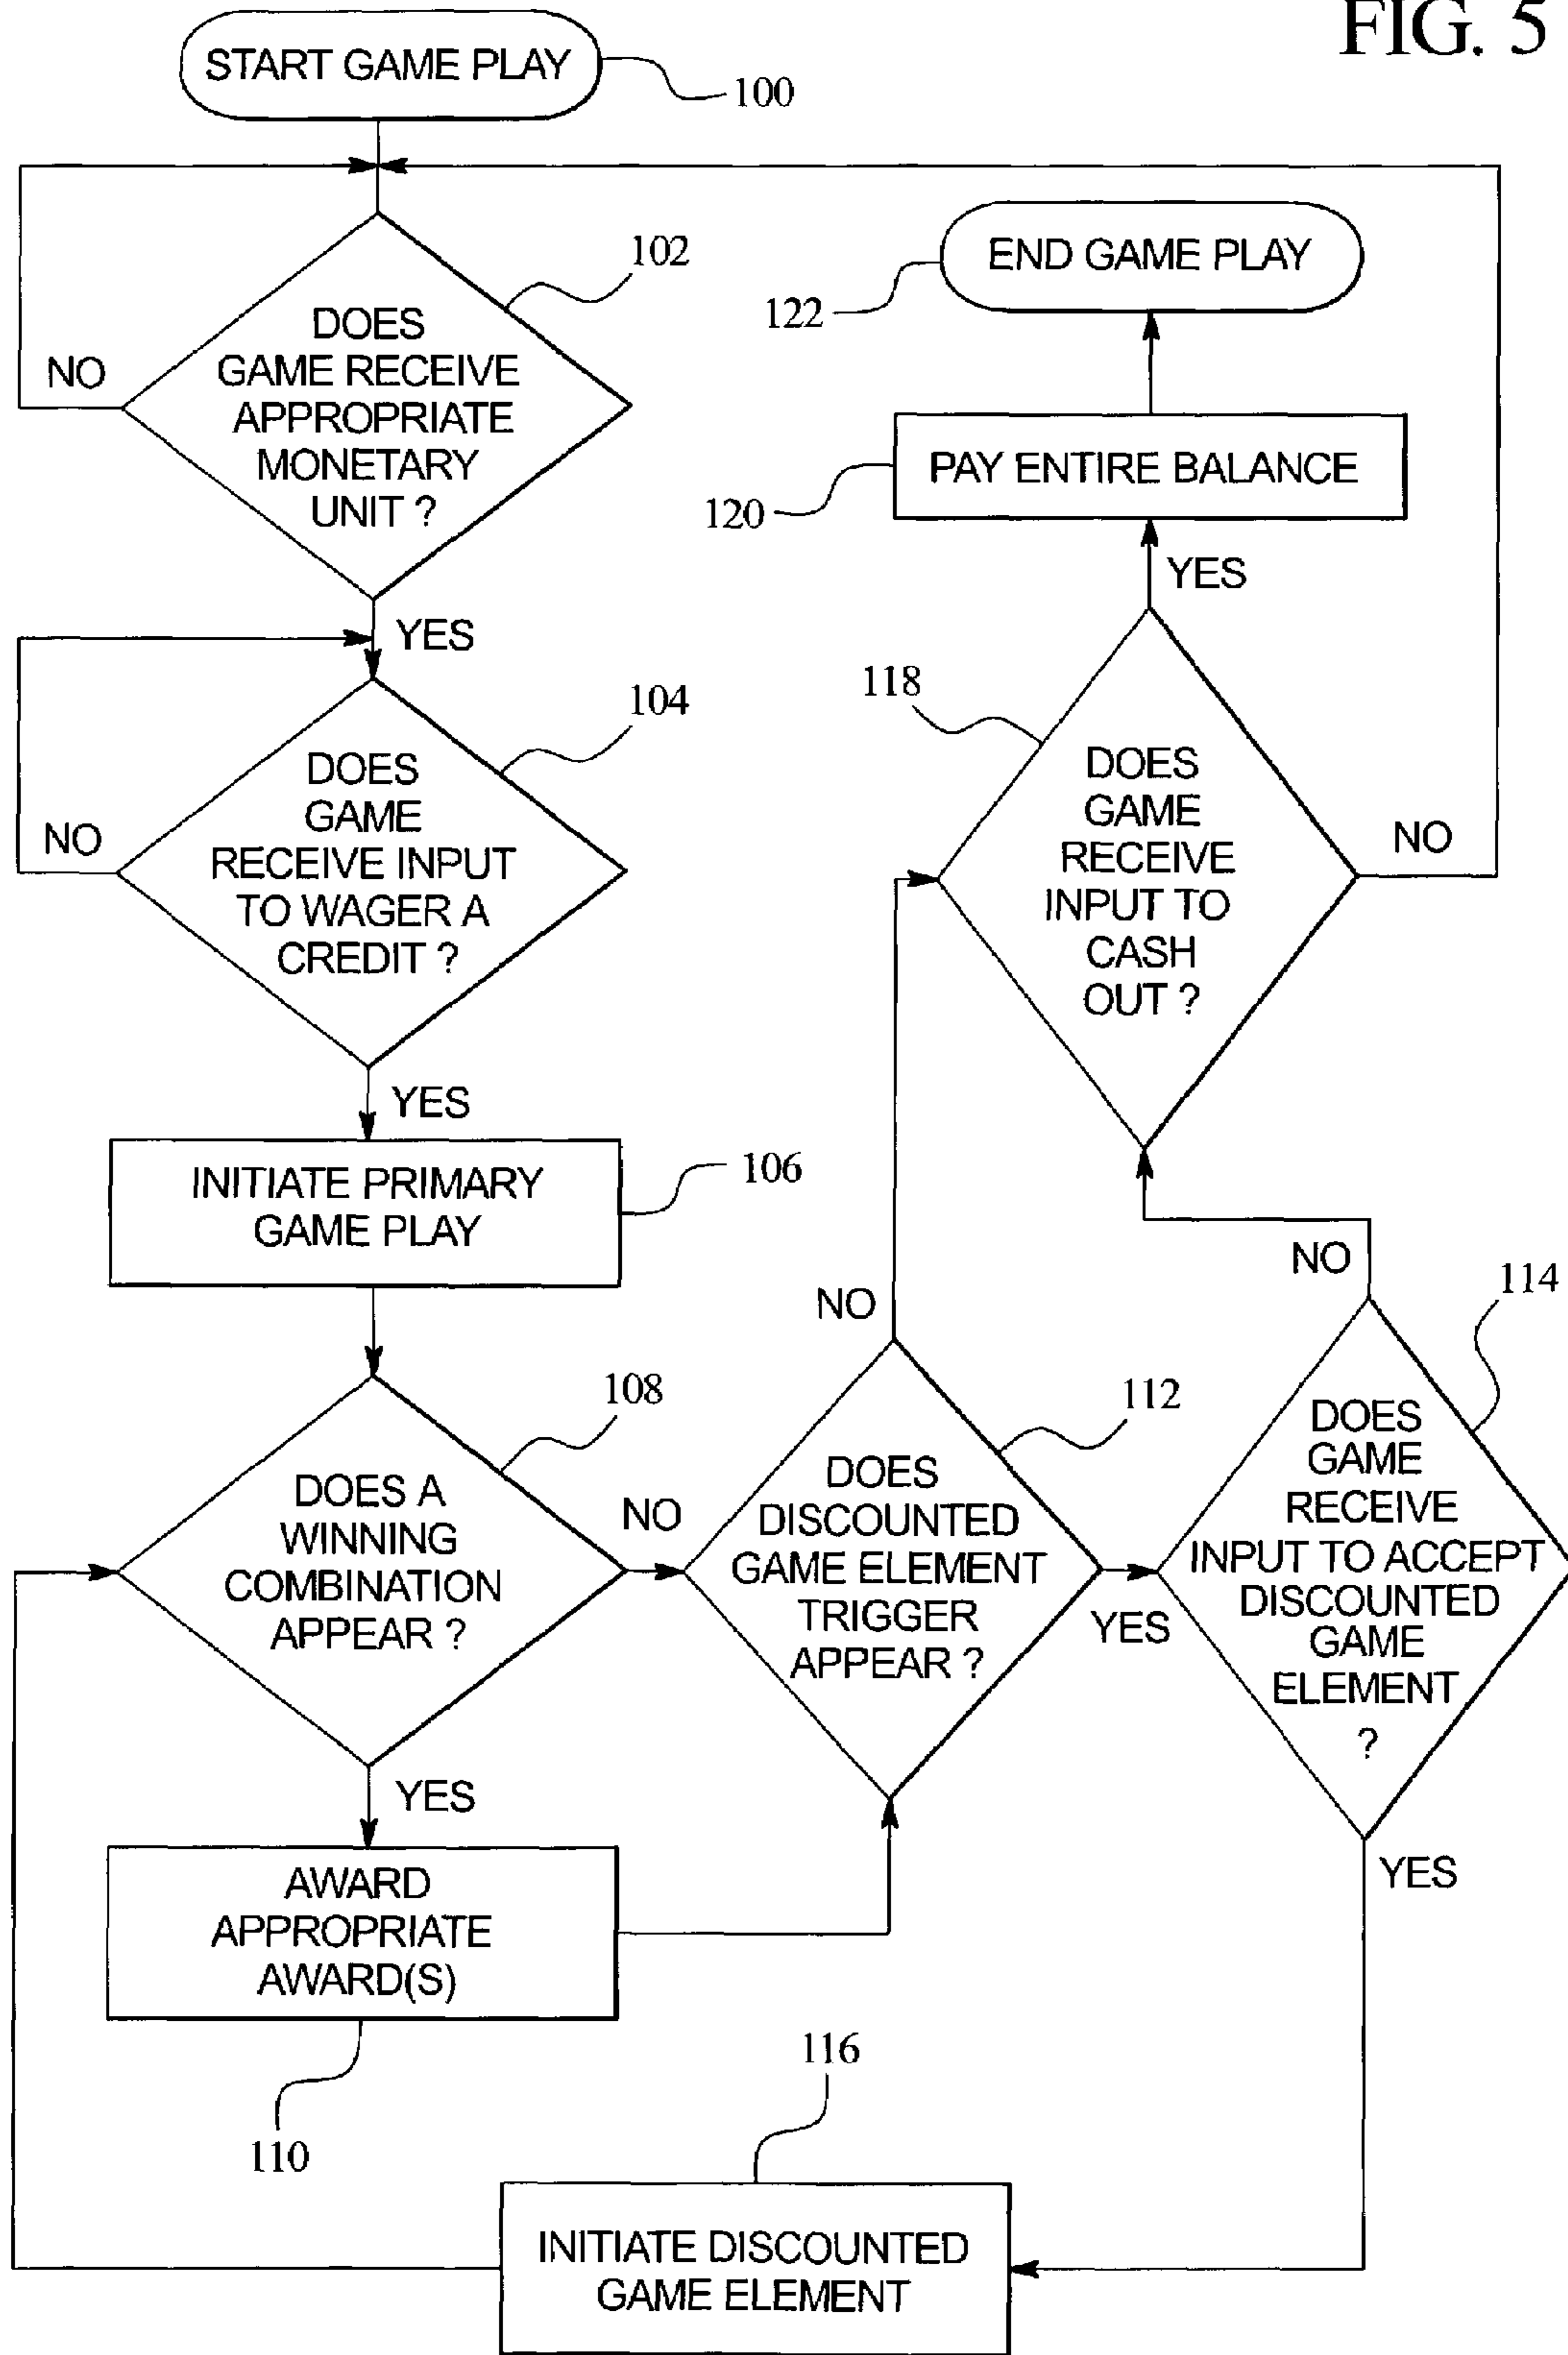 FIG. 5
START GAME PLAY
100
102
DOES
GAME RECEIVE
APPROPRIATE
MONETARY
UNIT ?
NO
YES
104
DOES
GAME
RECEIVE INPUT
TO WAGER A
CREDIT ?
NO
YES
INITIATE PRIMARY
GAME PLAY
106
108
DOES A
WINNING
COMBINATION
APPEAR ?
NO
YES
AWARD
APPROPRIATE
AWARD(S)
110
112
DOES
DISCOUNTED
GAME ELEMENT
TRIGGER
APPEAR ?
NO
YES
114
DOES
GAME
RECEIVE
INPUT TO ACCEPT
DISCOUNTED
GAME
ELEMENT
?
NO
YES
116
INITIATE DISCOUNTED
GAME ELEMENT
118
DOES
GAME
RECEIVE
INPUT TO
CASH
OUT ?
NO
YES
PAY ENTIRE BALANCE
120
END GAME PLAY
122